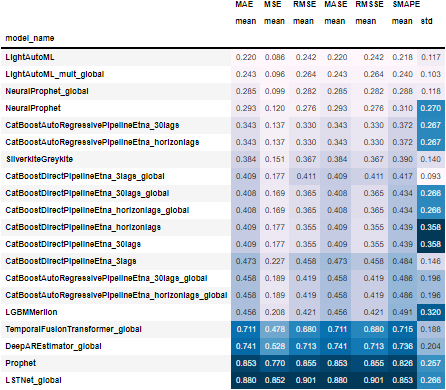 MAE MSE RMSE MASE RMSSE SMAPE
mean mean mean mean mean mean std
model_name
LightAutoML 0.220 0.086 0.242 0.220 0.242 0.218 0.117
LightAutoML_mult_global 0.243 0.096 0.264 0.243 0.264 0.240 0.103
NeuralProphet_global 0.285 0.099 0.282 0.285 0.282 0.288 0.118
NeuralProphet 0.293 0.120 0.276 0.293 0.276 0.310 0.270
CatBoostAutoRegressivePipelineEtna_30lags 0.343 0.137 0.330 0.343 0.330 0.372 0.267
CatBoostAutoRegressivePipelineEtna_horizonlags 0.343 0.137 0.330 0.343 0.330 0.372 0.267
SilverkiteGreykite 0.384 0.151 0.367 0.384 0.367 0.390 0.140
CatBoostDirectPipelineEtna_3lags_global 0.409 0.177 0.411 0.409 0.411 0.417 0.093
CatBoostDirectPipelineEtna_30lags_global 0.408 0.169 0.365 0.408 0.365 0.434 0.266
CatBoostDirectPipelineEtna_horizonlags_global 0.408 0.169 0.365 0.408 0.365 0.434 0.266
CatBoostDirectPipelineEtna_horizonlags 0.409 0.177 0.355 0.409 0.355 0.439 0.358
CatBoostDirectPipelineEtna_30lags 0.409 0.177 0.355 0.409 0.355 0.439 0.358
CatBoostDirectPipelineEtna_3lags 0.473 0.227 0.458 0.473 0.458 0.484 0.146
CatBoostAutoRegressivePipelineEtna_30lags_global 0.458 0.189 0.419 0.458 0.419 0.486 0.196
CatBoostAutoRegressivePipelineEtna_horizonlags_global 0.458 0.189 0.419 0.458 0.419 0.486 0.196
LGBMMerlion 0.456 0.208 0.421 0.456 0.421 0.491 0.320
TemporalFusionTransformer_global 0.711 0.478 0.680 0.711 0.680 0.715 0.188
DeepAREstimator_global 0.741 0.528 0.713 0.741 0.713 0.736 0.204
Prophet 0.853 0.770 0.855 0.853 0.855 0.826 0.257
LSTNet_global 0.880 0.852 0.901 0.880 0.901 0.853 0.266